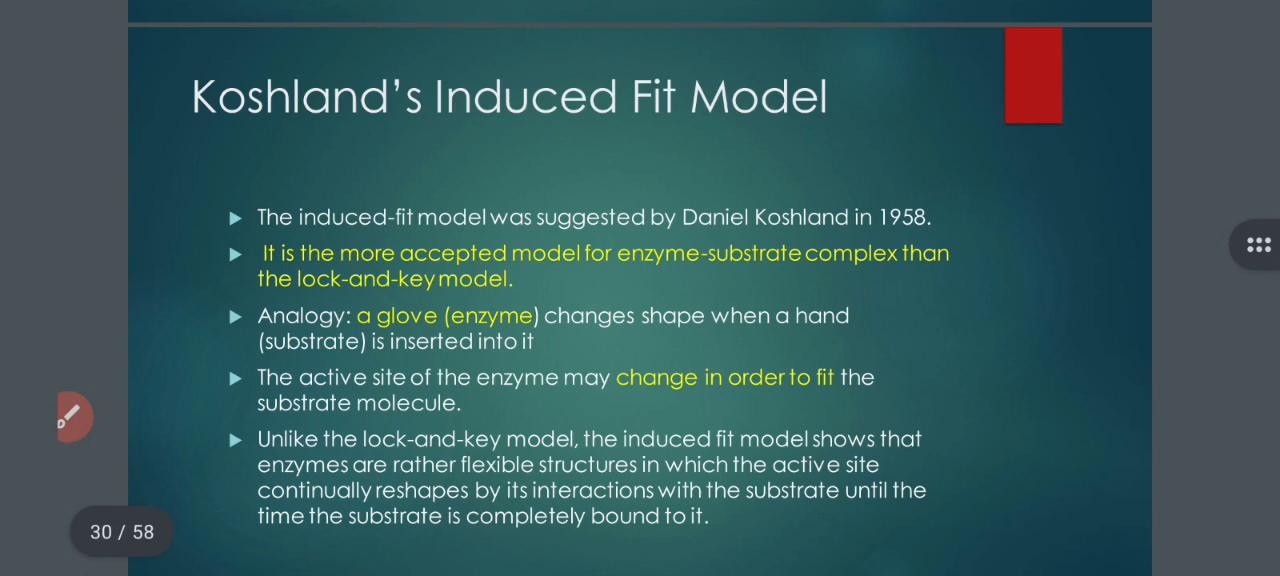 Koshland's Induced Fit Model
The induced-fit model was suggested by Daniel Koshland in 1958.
It is the more accepted model for enzyme-substrate complex than
the lock-and-key model.
Analogy: a glove (enzyme) changes shape when a hand
(substrate) is inserted into it
The active site of the enzyme may change in order to fit the
substrate molecule.
Unlike the lock-and-key model, the induced fit model shows that
enzymes are rather flexible structures in which the active site
continually reshapes by its interactions with the substrate until the
time the substrate is completely bound to it.
30 / 58